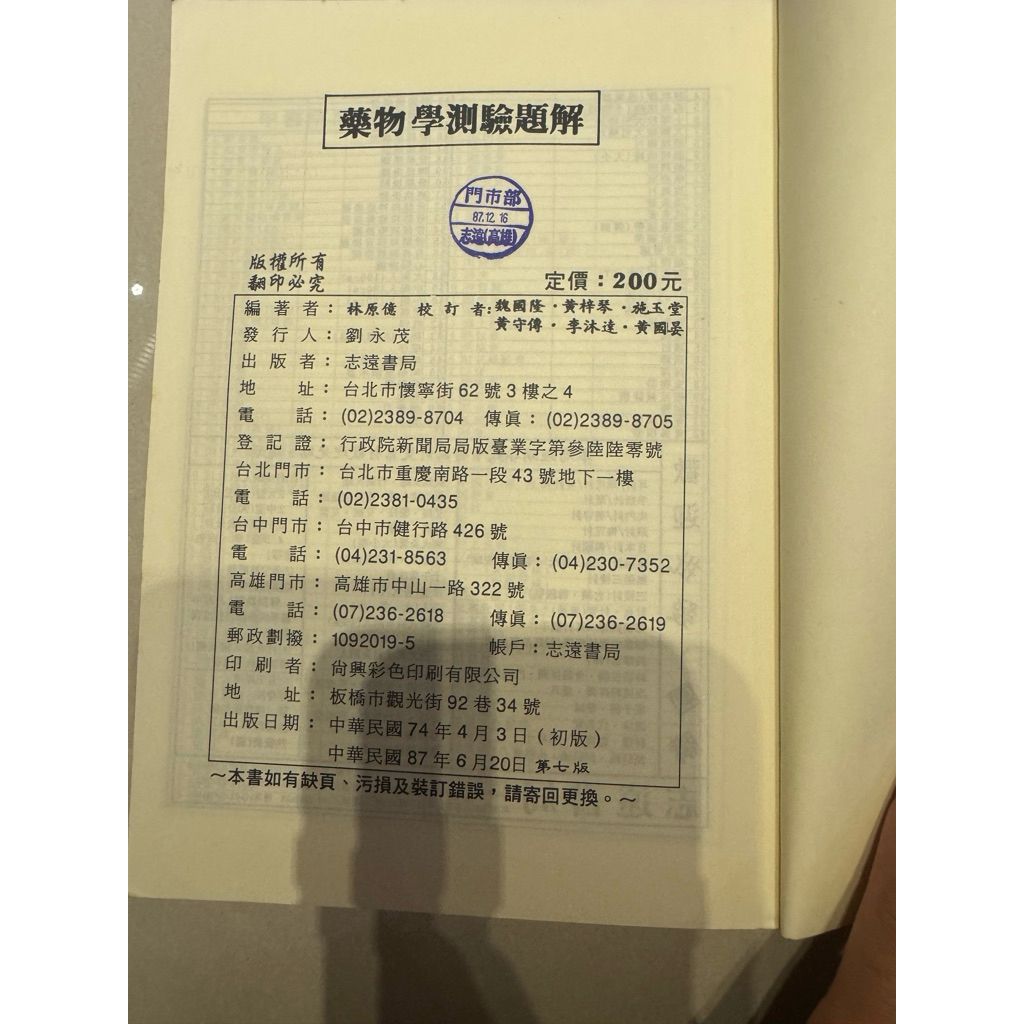 藥物學測驗題解
門市部
87.12.16
志遠(高雄)
版權所有
翻印必究
定價：200元
編著者：林原億 校訂者：魏國隆・黃梓琴・施玉堂
黃守傳・李沐達・黃國晏
發行人：劉永茂
出版者：志遠書局
地址：台北市懷寧街62號3樓之4
電話：(02)2389-8704 傳眞：(02)2389-8705
登記證：行政院新聞局局版臺業字第參陸陸零號
台北門市：台北市重慶南路一段43號地下一樓
電話：(02)2381-0435
台中門市：台中市健行路426號
電話：(04)231-8563 傳眞：(04)230-7352
高雄門市：高雄市中山一路322號
電話：(07)236-2618 傳眞：(07)236-2619
郵政劃撥：1092019-5 帳戶：志遠書局
印刷者：尙興彩色印刷有限公司
地址：板橋市觀光街92巷34號
出版日期：中華民國74年4月3日（初版）
中華民國87年6月20日 第七版
～本書如有缺頁、污損及裝訂錯誤，請寄回更換。～